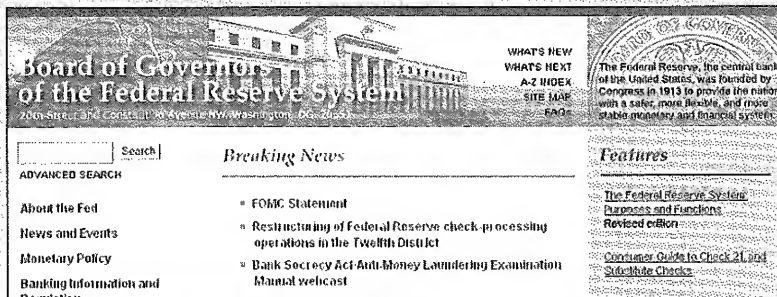 Board of Governors
of the Federal Reserve System
20th Street and Constitution Avenue NW, Washington, DC 20551
WHAT'S NEW
WHAT'S NEXT
A-Z INDEX
SITE MAP
FAQs
The Federal Reserve, the central bank
of the United States, was founded by
Congress in 1913 to provide the nation
with a safer, more flexible, and more
stable monetary and financial system.
Search
ADVANCED SEARCH
About the Fed
News and Events
Monetary Policy
Banking Information and
Regulation
Breaking News
FOMC Statement
Restructuring of Federal Reserve check-processing
operations in the Twelfth District
Bank Secrecy Act-Anti-Money Laundering Examination
Manual webcast
Features
The Federal Reserve System
Purposes and Functions
Revised edition
Consumer Guide to Check 21 and
Substitute Checks